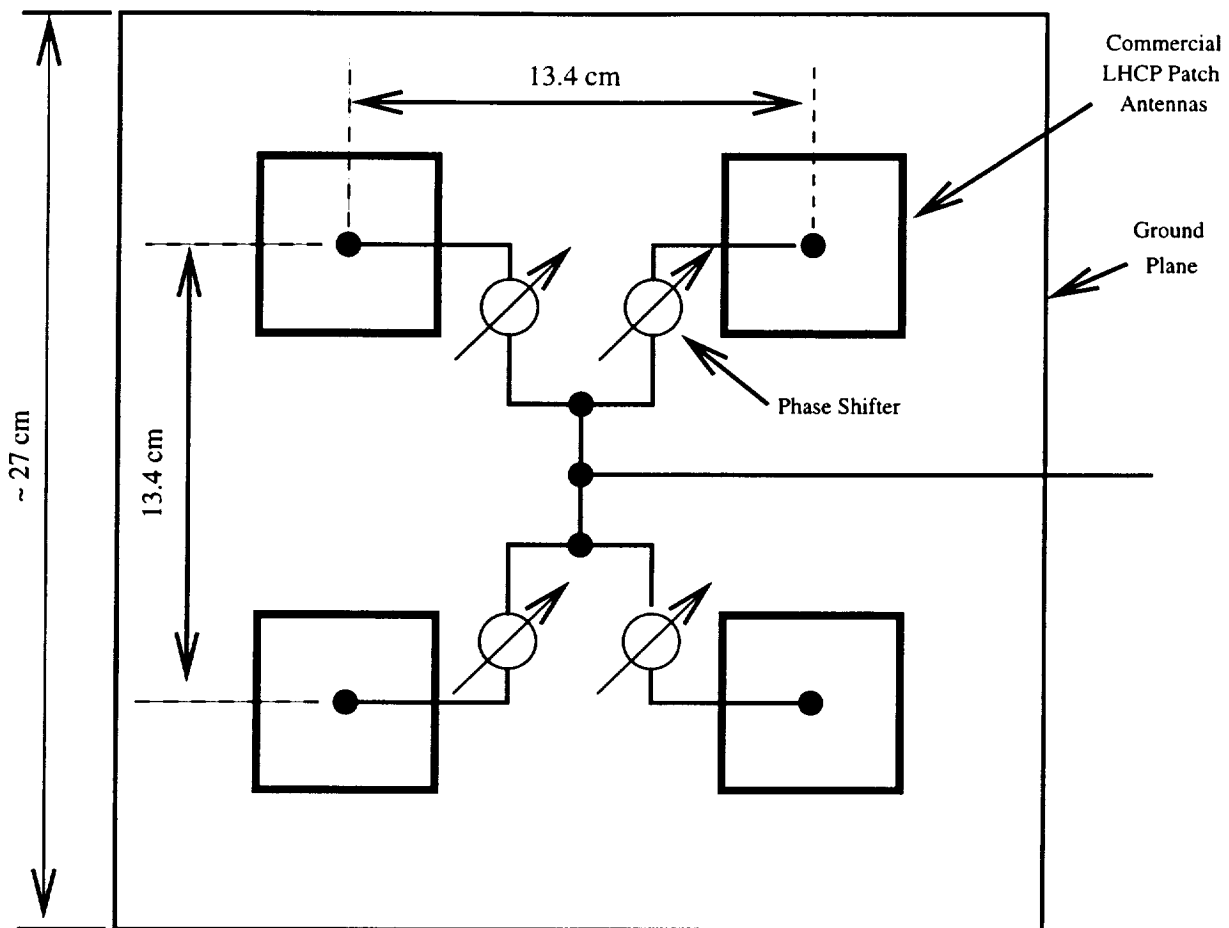 Commercial
LHCP Patch
Antennas
13.4 cm
Ground
Plane
Phase Shifter
~ 27 cm
13.4 cm